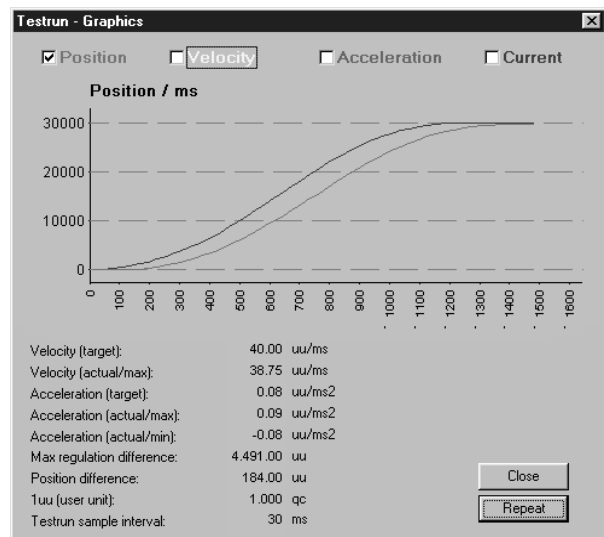 Testrun - Graphics
Position Velocity Acceleration Current
Position / ms
30000
20000
10000
0
0 100 200 300 400 500 600 700 800 900 1000 1100 1200 1300 1400 1500 1600
Velocity (target): 40.00 uu/ms
Velocity (actual/max): 38.75 uu/ms
Acceleration (target): 0.08 uu/ms2
Acceleration (actual/max): 0.09 uu/ms2
Acceleration (actual/min): -0.08 uu/ms2
Max regulation difference: 4.491.00 uu
Position difference: 184.00 uu
1uu (user unit): 1.000 qc
Testrun sample interval: 30 ms
Close
Repeat